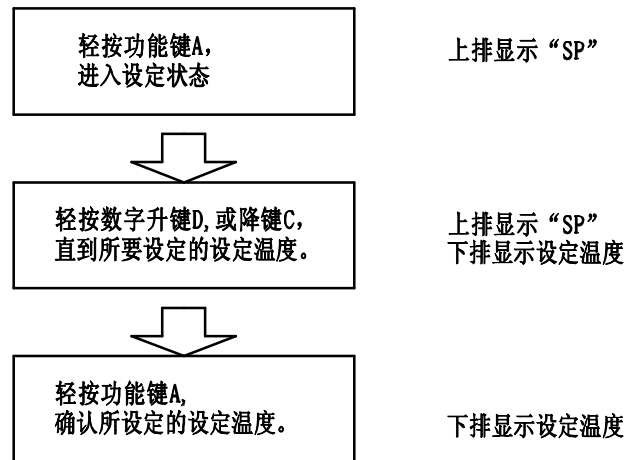 轻按功能键A，
进入设定状态
上排显示“SP”
轻按数字升键D,或降键C，
直到所要设定的设定温度。
上排显示“SP”
下排显示设定温度
轻按功能键A,
确认所设定的设定温度。
下排显示设定温度